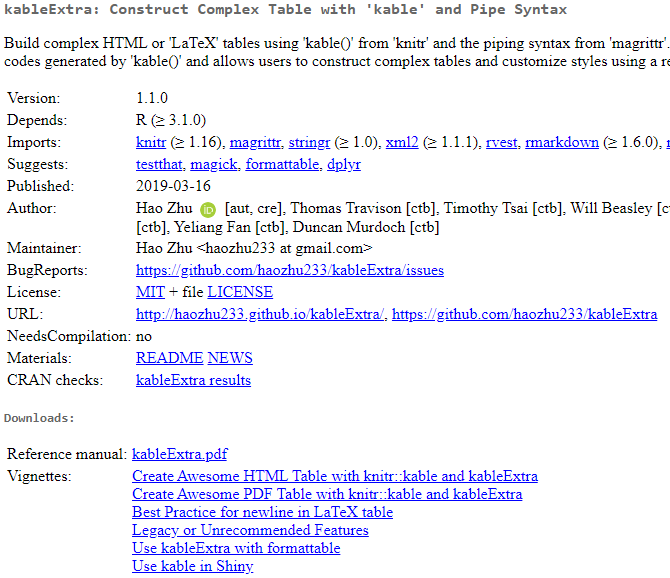 kableExtra: Construct Complex Table with 'kable' and Pipe Syntax
Build complex HTML or 'LaTeX' tables using 'kable()' from 'knitr' and the piping syntax from 'magrittr'.
codes generated by 'kable()' and allows users to construct complex tables and customize styles using a
Version: 1.1.0
Depends: R (≥ 3.1.0)
Imports: knitr (≥ 1.16), magrittr, stringr (≥ 1.0), xml2 (≥ 1.1.1), rvest, rmarkdown (≥ 1.6.0),
Suggests: testthat, magick, formattable, dplyr
Published: 2019-03-16
Author: Hao Zhu iD [aut, cre], Thomas Travison [ctb], Timothy Tsai [ctb], Will Beasley
[ctb], Yeliang Fan [ctb], Duncan Murdoch [ctb]
Maintainer: Hao Zhu <haozhu233 at gmail.com>
BugReports: https://github.com/haozhu233/kableExtra/issues
License: MIT + file LICENSE
URL: http://haozhu233.github.io/kableExtra/, https://github.com/haozhu233/kableExtra
NeedsCompilation: no
Materials: README NEWS
CRAN checks: kableExtra results
Downloads:
Reference manual: kableExtra.pdf
Vignettes: Create Awesome HTML Table with knitr::kable and kableExtra
Create Awesome PDF Table with knitr::kable and kableExtra
Best Practice for newline in LaTeX table
Legacy or Unrecommended Features
Use kableExtra with formattable
Use kable in Shiny